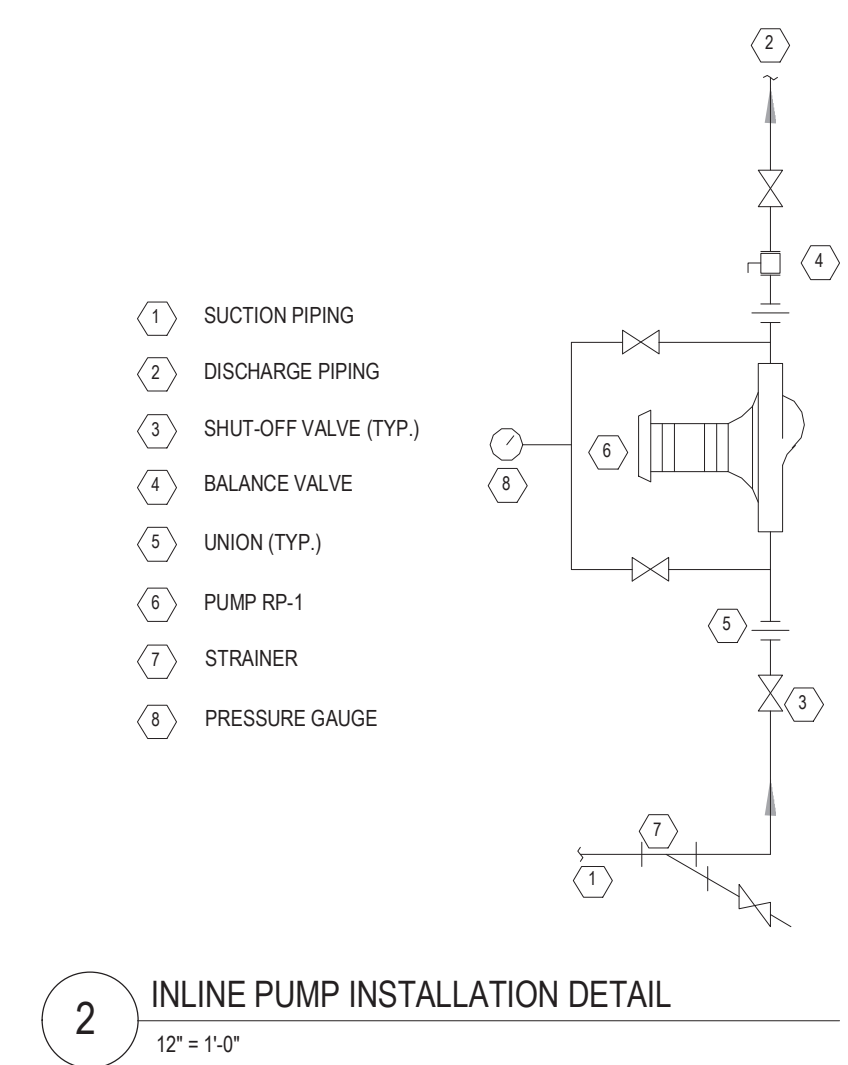 2
4
1 SUCTION PIPING
2 DISCHARGE PIPING
3 SHUT-OFF VALVE (TYP.)
6
4 BALANCE VALVE
8
5 UNION (TYP.)
6 PUMP RP-1
5
7 STRAINER
3
8 PRESSURE GAUGE
7
1
2 INLINE PUMP INSTALLATION DETAIL
12" = 1'-0"